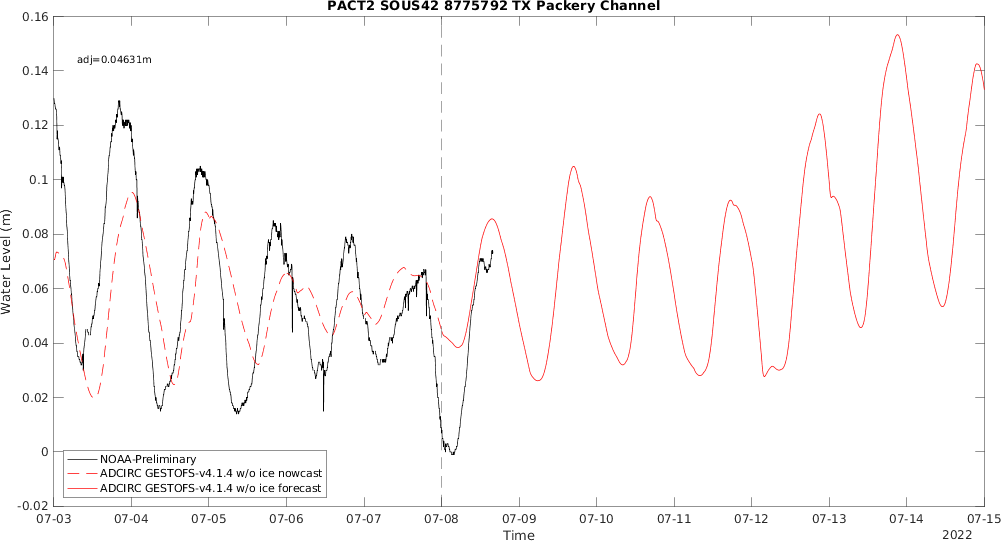 PACT2 SOUS42 8775792 TX Packery Channel
0.16
adj=0.04631m
0.14
0.12
0.1
0.08
0.06
0.04
0.02
0
-0.02
Water Level (m)
NOAA-Preliminary
ADCIRC GESTOFS-v4.1.4 w/o ice nowcast
ADCIRC GESTOFS-v4.1.4 w/o ice forecast
07-03 07-04 07-05 07-06 07-07 07-08 07-09 07-10 07-11 07-12 07-13 07-14 07-15
Time
2022